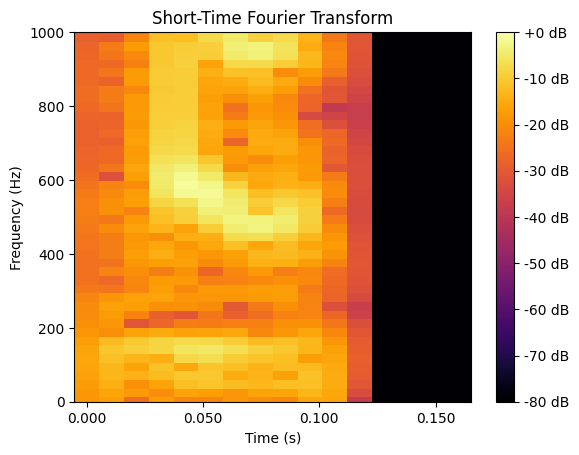 Short-Time Fourier Transform
1000
800
600
400
200
0
Frequency (Hz)
0.000
0.050
0.100
0.150
Time (s)
+0 dB
-10 dB
-20 dB
-30 dB
-40 dB
-50 dB
-60 dB
-70 dB
-80 dB